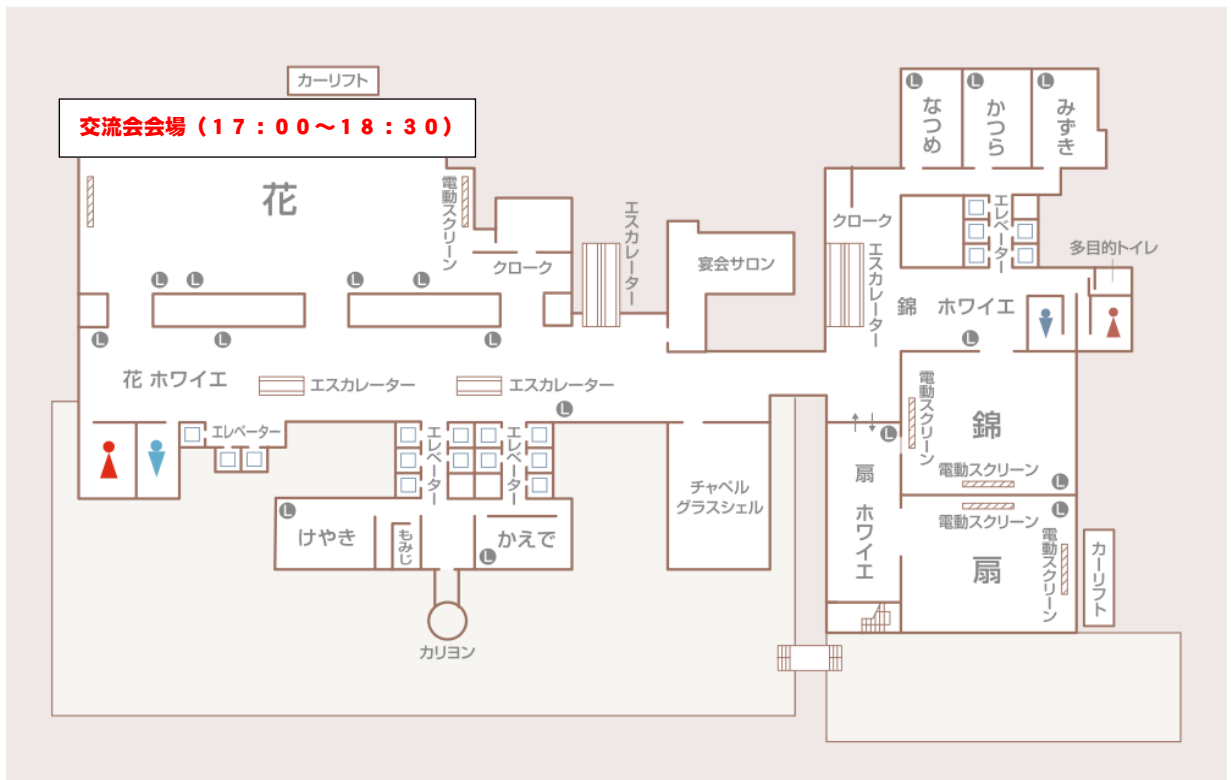 カーリフト
交流会会場（１７：００～１８：３０）
花
電動スクリーン
クローク
エスカレーター
宴会サロン
なつめ
かつら
みずき
クローク
エスカレーター
エレベーター
多目的トイレ
錦 ホワイエ
L
L
L
L
L
L
L
L
L
L
L
花 ホワイエ
エスカレーター
エスカレーター
L
エレベーター
エレベーター
エレベーター
チャペル
グラスシェル
L
けやき
もみじ
かえで
L
カリヨン
L
扇 ホワイエ
電動スクリーン
錦
電動スクリーン
L
電動スクリーン
L
扇
電動スクリーン
カーリフト